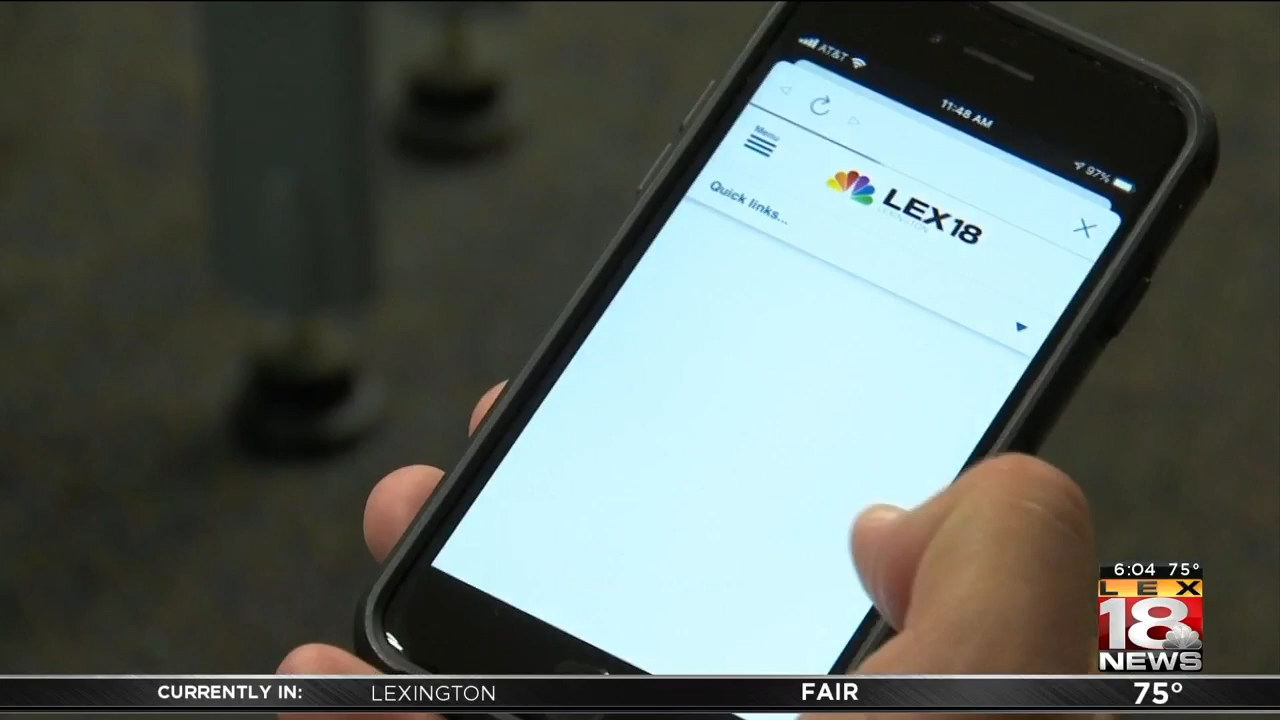 AT&T
11:48 AM
97%
Menu
LEX18
LEXINGTON
Quick links...
6:04 75°
LEX
18
NEWS
CURRENTLY IN: LEXINGTON FAIR 75°